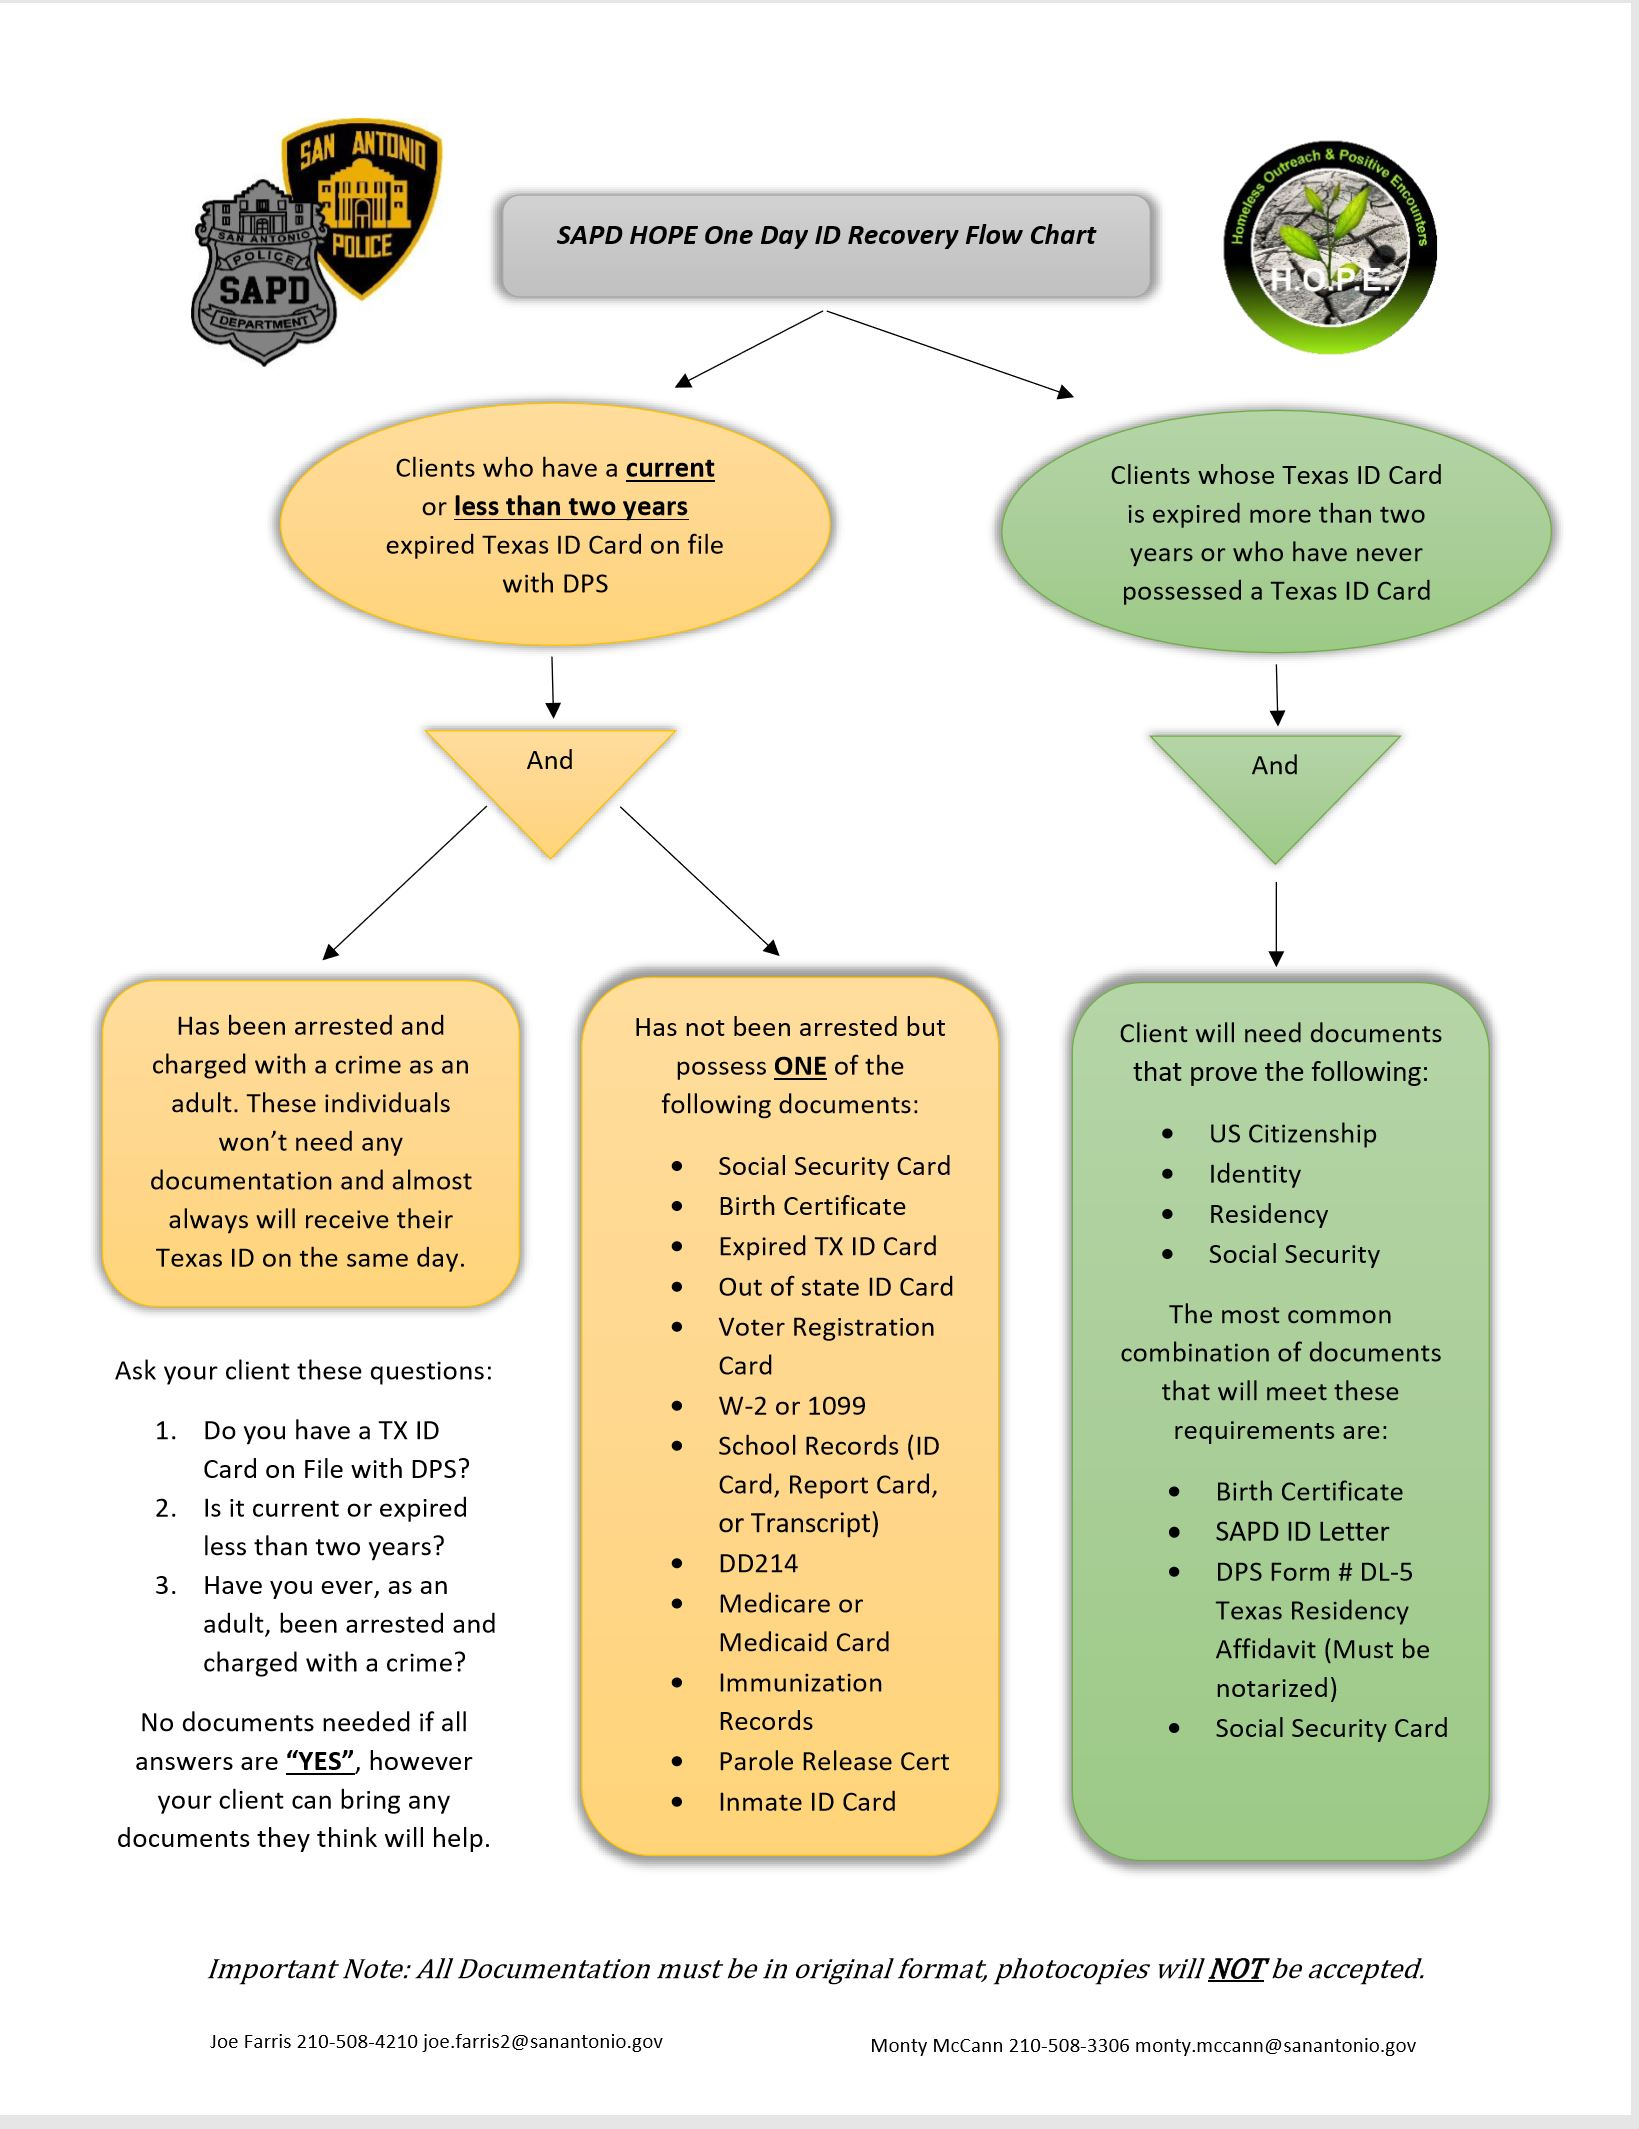 SAN ANTONIO
POLICE
SAN ANTONIO
POLICE
SAPD
DEPARTMENT
SAPD HOPE One Day ID Recovery Flow Chart
Homeless Outreach & Positive Encounters
H.O.P.E.
Clients who have a current
or less than two years
expired Texas ID Card on file
with DPS
Clients whose Texas ID Card
is expired more than two
years or who have never
possessed a Texas ID Card
And
And
Has been arrested and
charged with a crime as an
adult. These individuals
won’t need any
documentation and almost
always will receive their
Texas ID on the same day.
Ask your client these questions:
1. Do you have a TX ID
Card on File with DPS?
2. Is it current or expired
less than two years?
3. Have you ever, as an
adult, been arrested and
charged with a crime?
No documents needed if all
answers are “YES”, however
your client can bring any
documents they think will help.
Has not been arrested but
possess ONE of the
following documents:
• Social Security Card
• Birth Certificate
• Expired TX ID Card
• Out of state ID Card
• Voter Registration
Card
• W-2 or 1099
• School Records (ID
Card, Report Card,
or Transcript)
• DD214
• Medicare or
Medicaid Card
• Immunization
Records
• Parole Release Cert
• Inmate ID Card
Client will need documents
that prove the following:
• US Citizenship
• Identity
• Residency
• Social Security
The most common
combination of documents
that will meet these
requirements are:
• Birth Certificate
• SAPD ID Letter
• DPS Form # DL-5
Texas Residency
Affidavit (Must be
notarized)
• Social Security Card
Important Note: All Documentation must be in original format, photocopies will NOT be accepted.
Joe Farris 210-508-4210 joe.farris2@sanantonio.gov
Monty McCann 210-508-3306 monty.mccann@sanantonio.gov